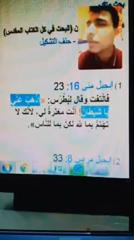 (البحث في كل الكتاب المقدس)
- حذف التشكيل
1) إنجيل متى 16: 23
فَالْتَفَتَ وَقَالَ لِبُطْرُسَ: «اذْهَبْ عَنِّي
يَا شَيْطَانُ! أَنْتَ مَعْثَرَةٌ لِي، لأَنَّكَ لاَ
تَهْتَمُّ بِمَا للهِ لكِنْ بِمَا لِلنَّاسِ».
2) إنجيل مرقس 8: 33